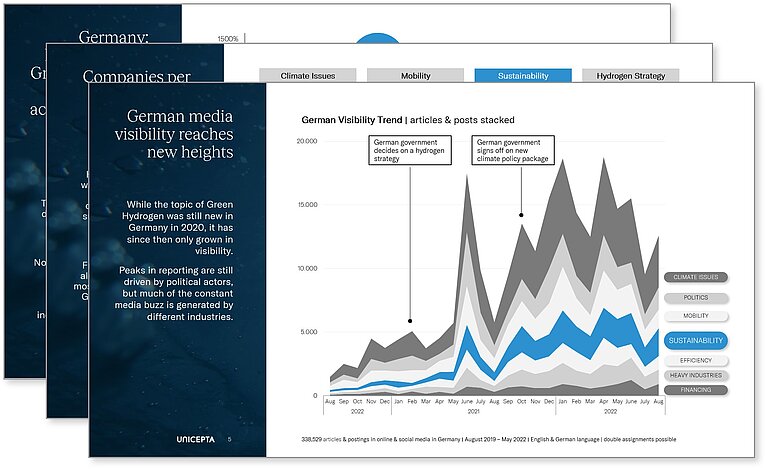 Germany:
Gr
ac
T
d
No
in
1500%
Companies per
H
w
s
F
al
mos
G
Climate Issues
Mobility
Sustainability
Hydrogen Strategy
German media
visibility reaches
new heights
While the topic of Green
Hydrogen was still new in
Germany in 2020, it has
since then only grown in
visibility.
Peaks in reporting are still
driven by political actors,
but much of the constant
media buzz is generated by
different industries.
UNICEPTA 5
German Visibility Trend | articles & posts stacked
German government
decides on a hydrogen
strategy
German government
signs off on new
climate policy package
20.000
15.000
10.000
5.000
0
Aug Sep Oct Nov Dec Jan Feb Mar Apr May June July Aug Sep Oct Nov Dec Jan Feb Mar Apr May June July Aug
2022 2021 2022
CLIMATE ISSUES
POLITICS
MOBILITY
SUSTAINABILITY
EFFICIENCY
HEAVY INDUSTRIES
FINANCING
338,529 articles & postings in online & social media in Germany | August 2019 – May 2022 | English & German language | double assignments possible